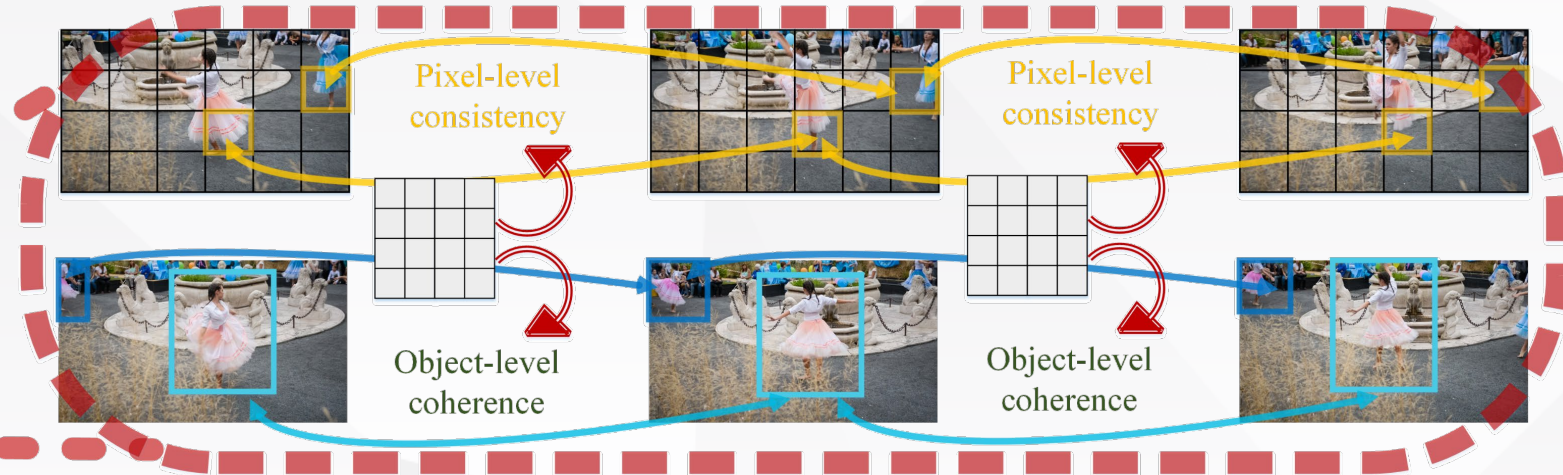 Pixel-level
consistency
Pixel-level
consistency
Object-level
coherence
Object-level
coherence